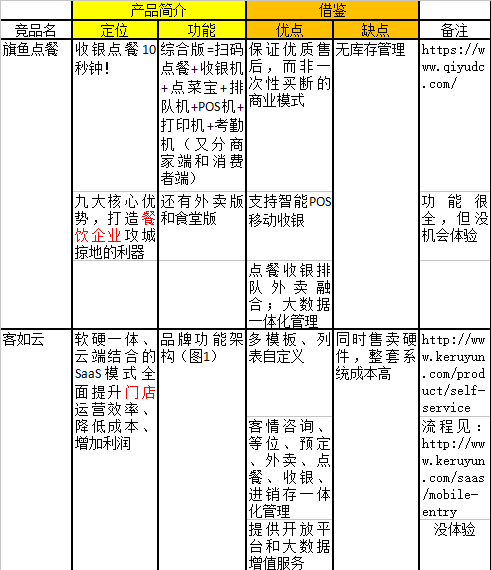 产品简介 借鉴
竞品名 定位 功能 优点 缺点 备注
旗鱼点餐
收银点餐10
秒钟！
综合版=扫码
点餐+收银机
+点菜宝+排
队机+POS机+
打印机+考勤
机（又分商
家端和消费
者端）
保证优质售
后，而非一
次性买断的
商业模式
无库存管理
https://w
ww.qiyudc.
com/
九大核心优
势，打造餐
饮企业攻城
掠地的利器
还有外卖版
和食堂版
支持智能POS
移动收银
功能很
全，但没
机会体验
点餐收银排
队外卖融
合；大数据
一体化管理
客如云
软硬一体、
云端结合的
SaaS模式全
面提升门店
运营效率、
降低成本、
增加利润
品牌功能架
构（图1）
多模板、列
表自定义
同时售卖硬
件，整套系
统成本高
http://ww
w.keruyun.
com/prod
uct/self-
service
客情咨询、
等位、预定
、外卖、点
餐、收银、
进销存一体
化管理
流程见：
http://ww
w.keruyun.
com/saas
/mobile-
entry
提供开放平
台和大数据
增值服务
没体验